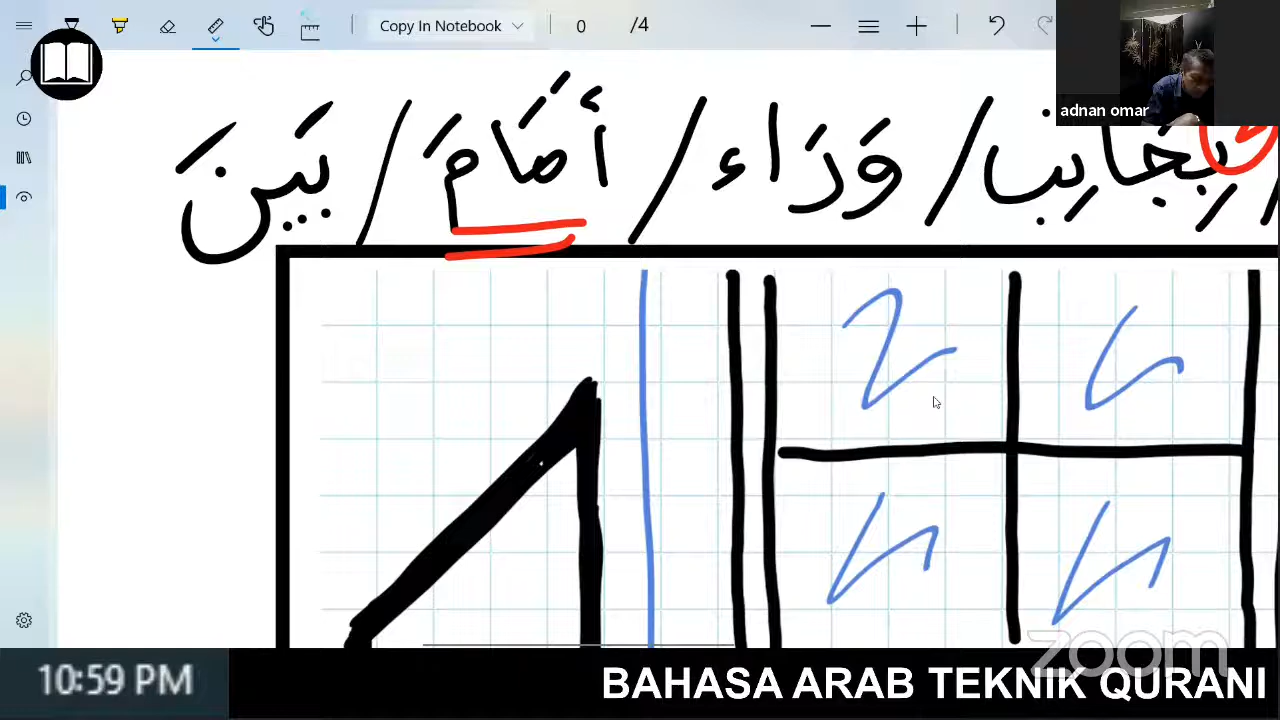 Copy In Notebook 0 /4
adnan omar
بِجَانِبِ / وَرَاء / أَمَامَ / بَيْنَ
zoom
10:59 PM
BAHASA ARAB TEKNIK QURANI